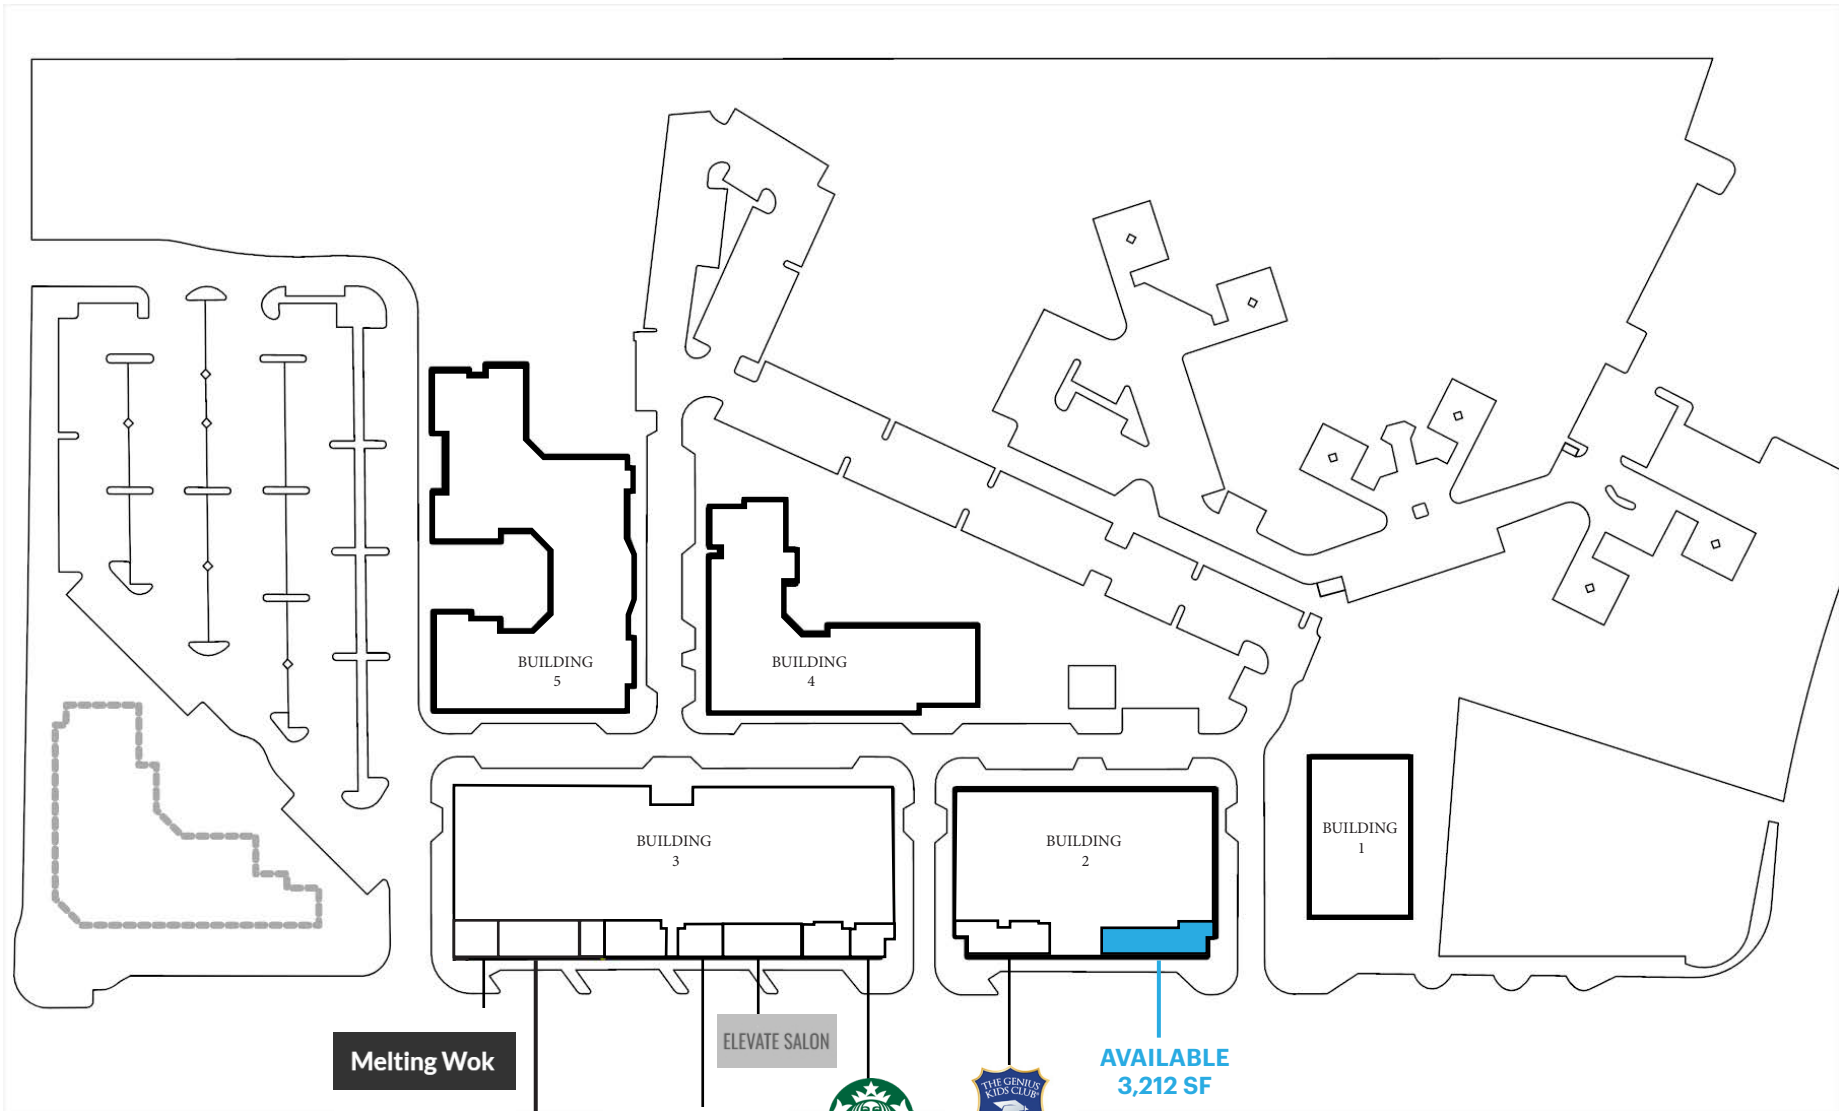 BUILDING
5
BUILDING
4
BUILDING
3
BUILDING
2
BUILDING
1
Melting Wok
ELEVATE SALON
THE GENIUS
KIDS CLUB
AVAILABLE
3,212 SF